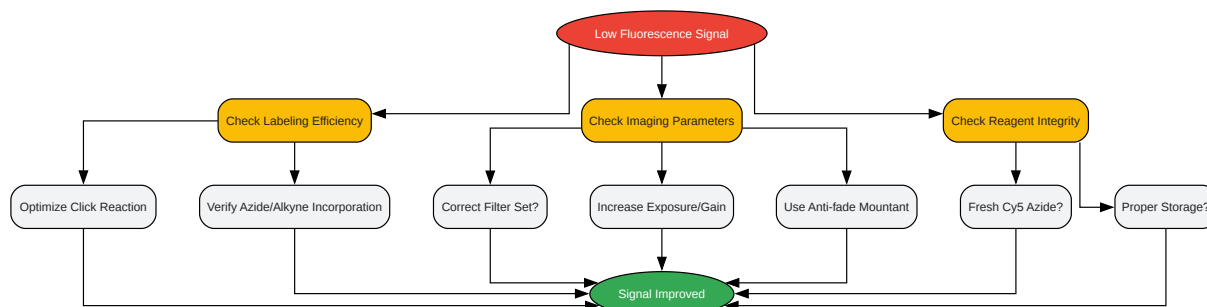 Low Fluorescence Signal
Check Labeling Efficiency
Check Imaging Parameters
Check Reagent Integrity
Optimize Click Reaction
Verify Azide/Alkyne Incorporation
Correct Filter Set?
Increase Exposure/Gain
Use Anti-fade Mountant
Fresh Cy5 Azide?
Proper Storage?
Signal Improved